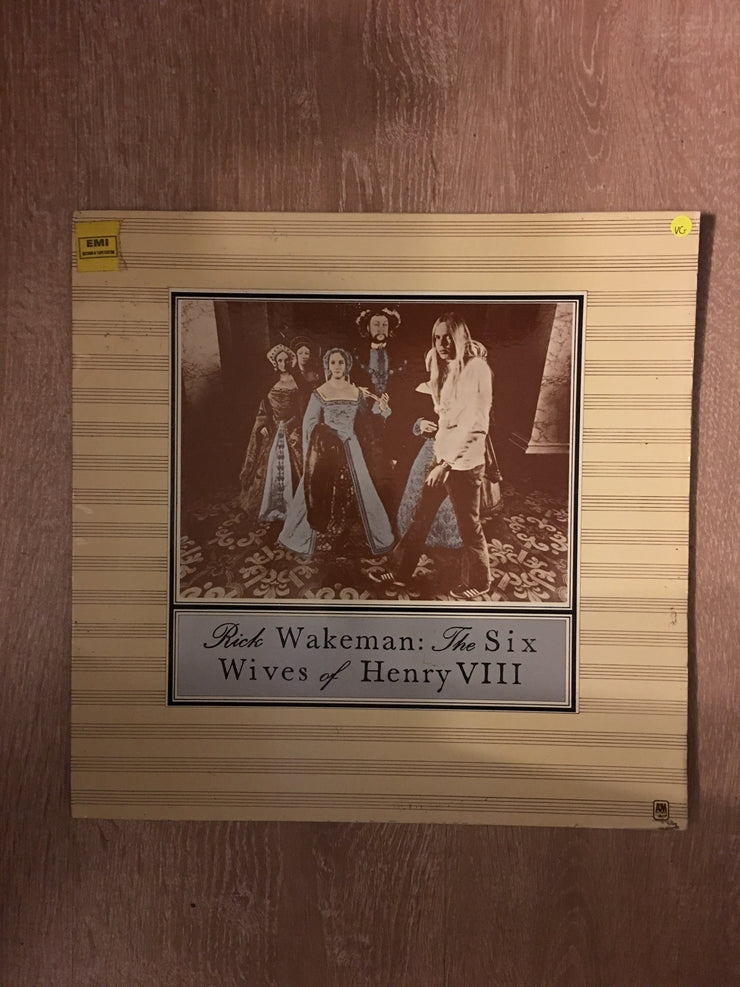 EMI
VG+
Rick Wakeman: The Six
Wives of Henry VIII
A&M